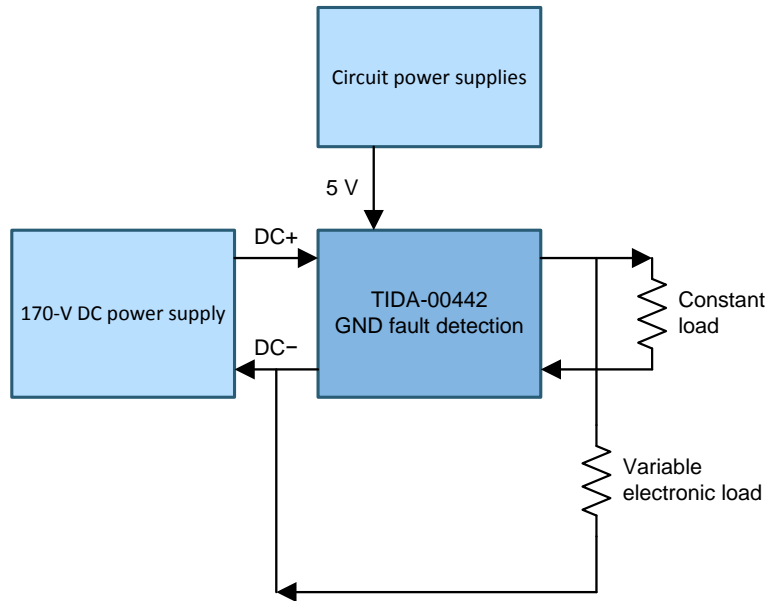 Circuit power supplies
5 V
DC+
170-V DC power supply
TIDA-00442
GND fault detection
Constant
load
DC−
Variable
electronic load